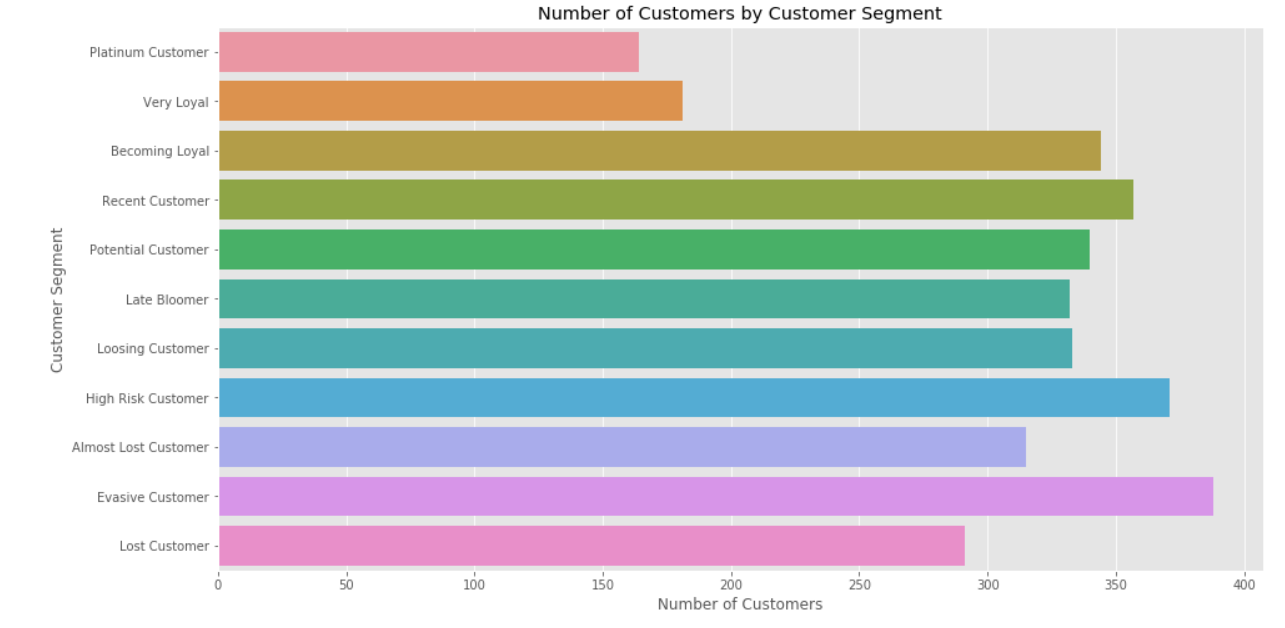 Number of Customers by Customer Segment
Platinum Customer
Very Loyal
Becoming Loyal
Recent Customer
Potential Customer
Late Bloomer
Loosing Customer
High Risk Customer
Almost Lost Customer
Evasive Customer
Lost Customer
Customer Segment
0 50 100 150 200 250 300 350 400
Number of Customers